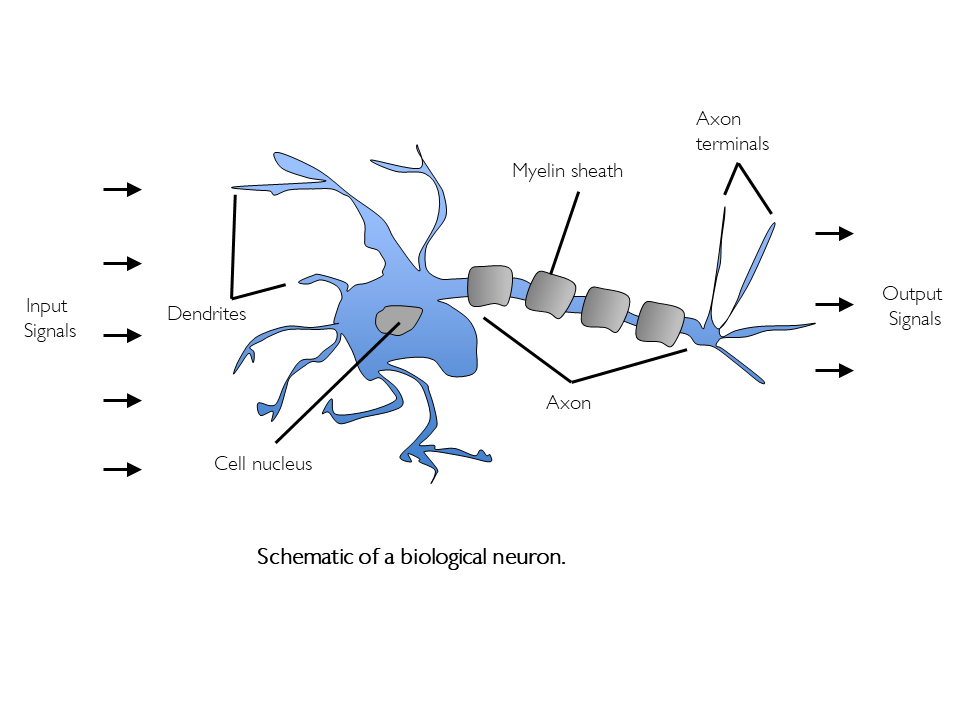 Axon
terminals
Myelin sheath
Input
Signals
Dendrites
Output
Signals
Axon
Cell nucleus
Schematic of a biological neuron.